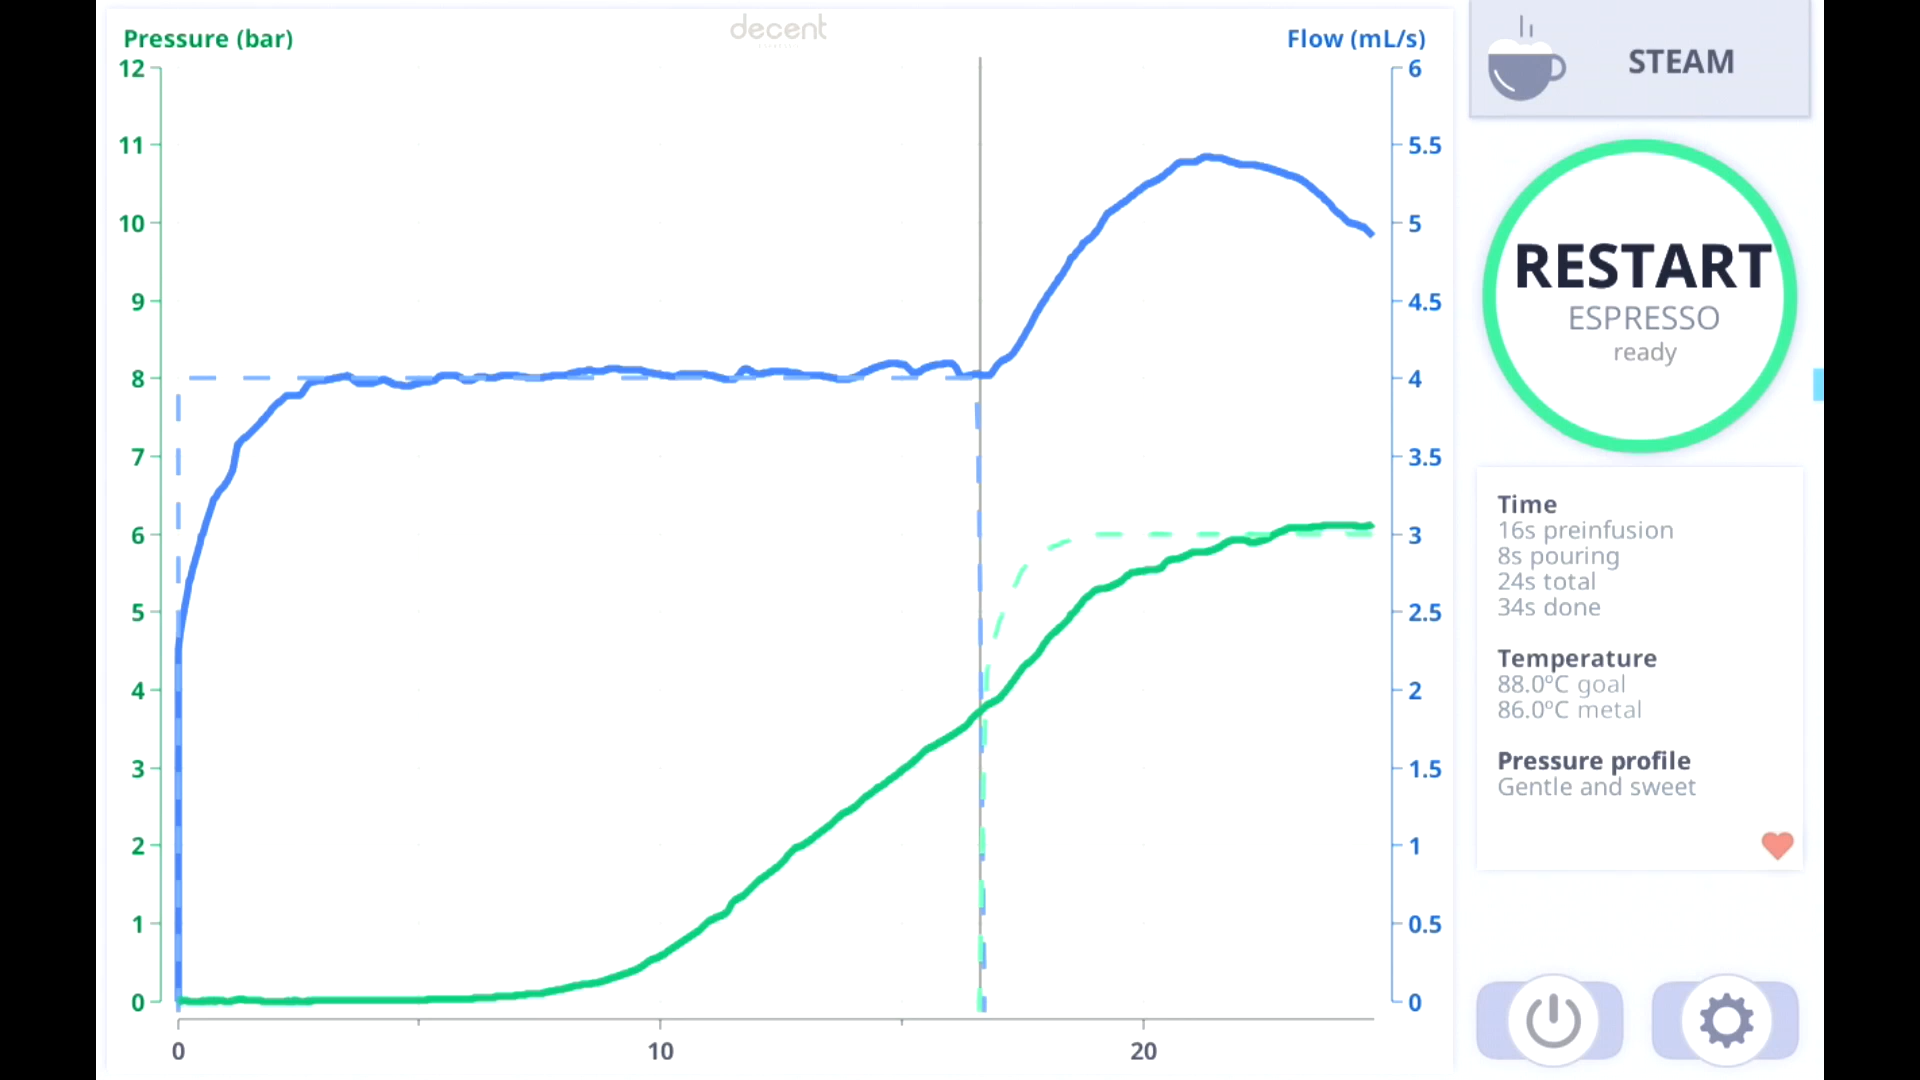 decent
Pressure (bar)
Flow (mL/s)
12
11
10
9
8
7
6
5
4
3
2
1
0
6
5.5
5
4.5
4
3.5
3
2.5
2
1.5
1
0.5
0
0
10
20
STEAM
RESTART
ESPRESSO
ready
Time
16s preinfusion
8s pouring
24s total
34s done
Temperature
88.0ºC goal
86.0ºC metal
Pressure profile
Gentle and sweet